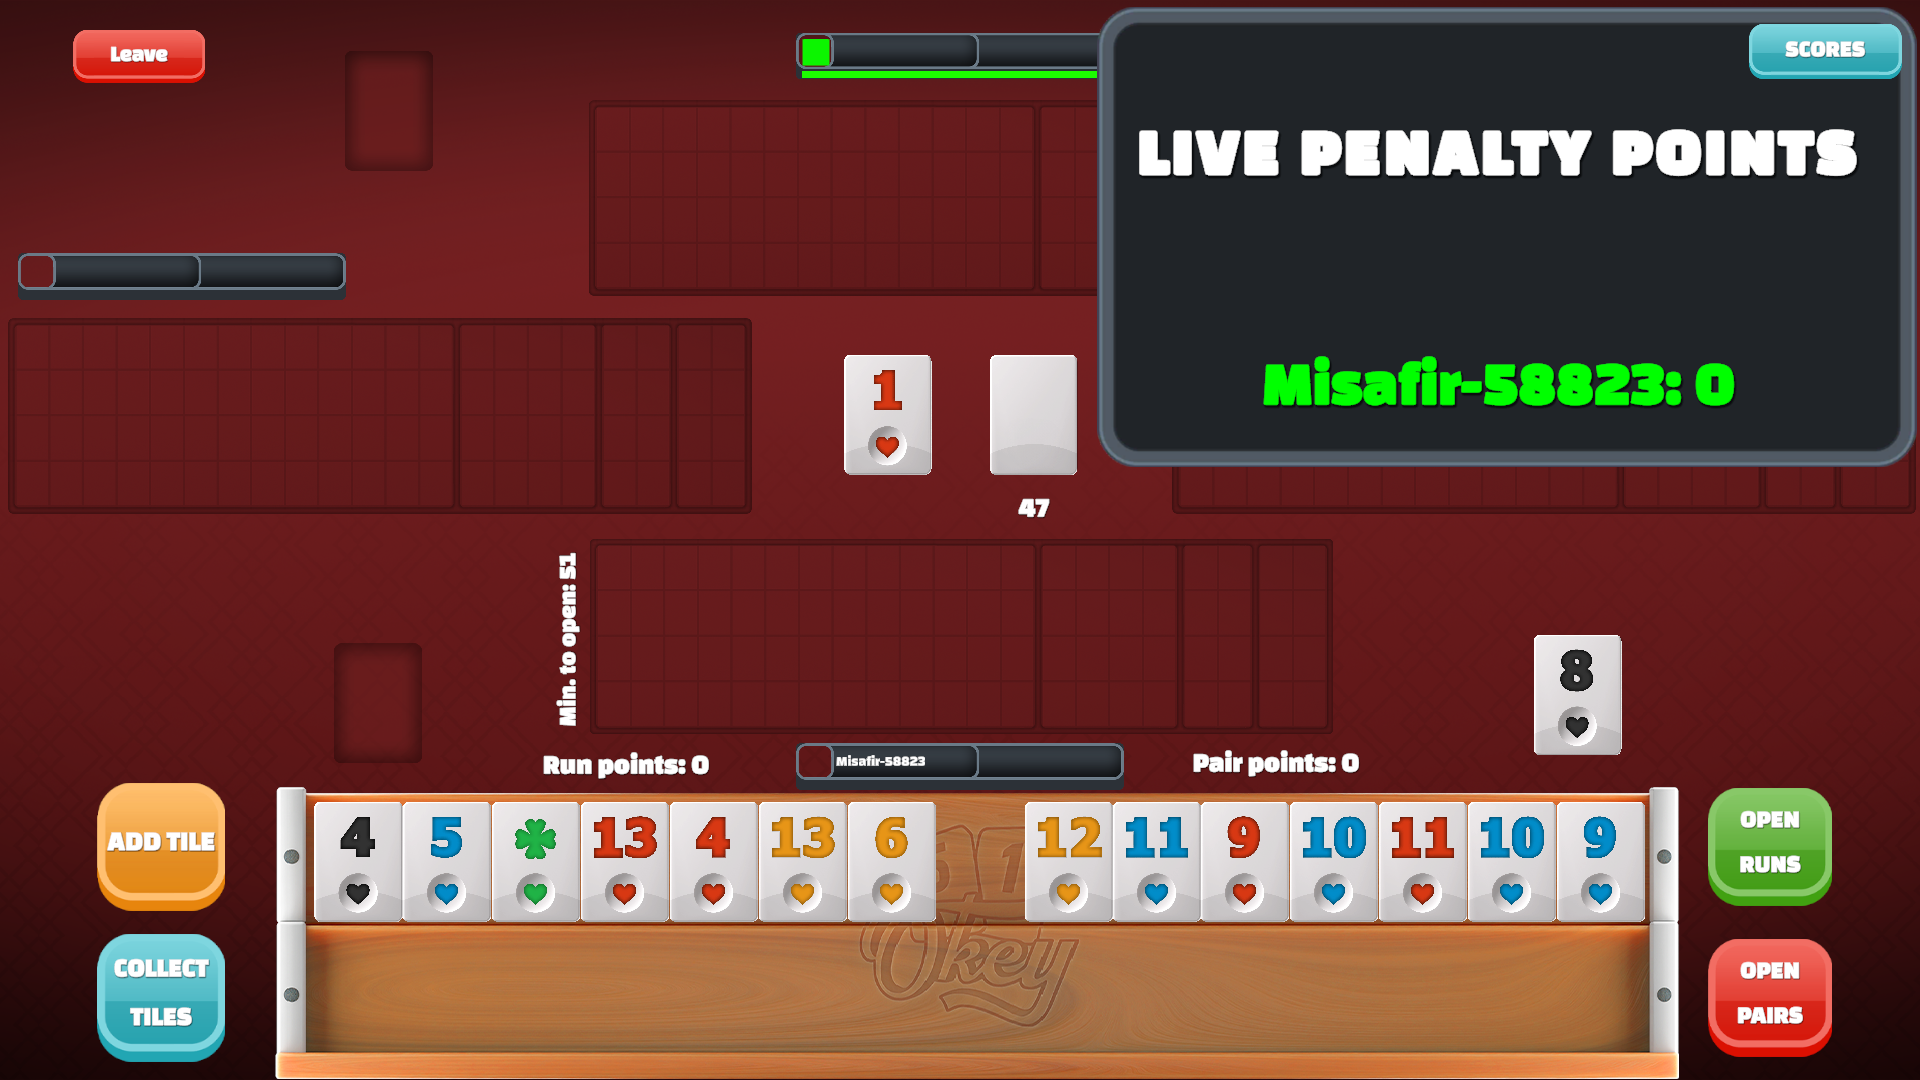 Leave
SCORES
LIVE PENALTY POINTS
Misafir-58823: 0
1
47
Min. to open: 51
8
Run points: 0
Misafir-58823
Pair points: 0
ADD TILE
4 5 13 4 13 6 12 11 9 10 11 10 9
OPEN
RUNS
Okey
COLLECT
TILES
OPEN
PAIRS